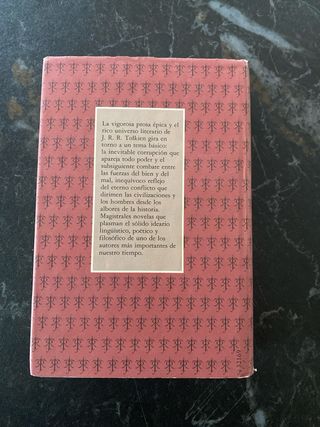 La vigorosa prosa épica y el
rico universo literario de
J. R. R. Tolkien gira en
torno a un tema básico:
la inevitable corrupción que
apareja todo poder y el
subsiguiente combate entre
las fuerzas del bien y del
mal, inequívoco reflejo
del eterno conflicto que
dirimen las civilizaciones y
los hombres desde los
albores de la historia.
Magistrales novelas que
plasman el sólido ideario
lingüístico, poético y
filosófico de uno de los
autores más importantes de
nuestro tiempo.